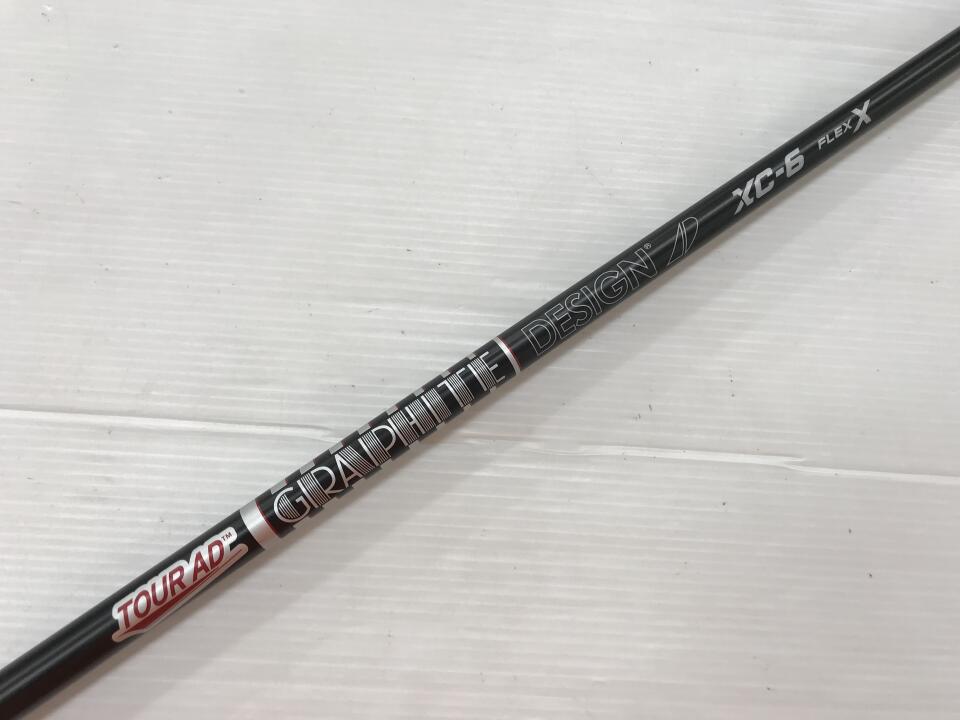 TOUR AD™
GRAPHITE
DESIGN®
XC-6 FLEX X